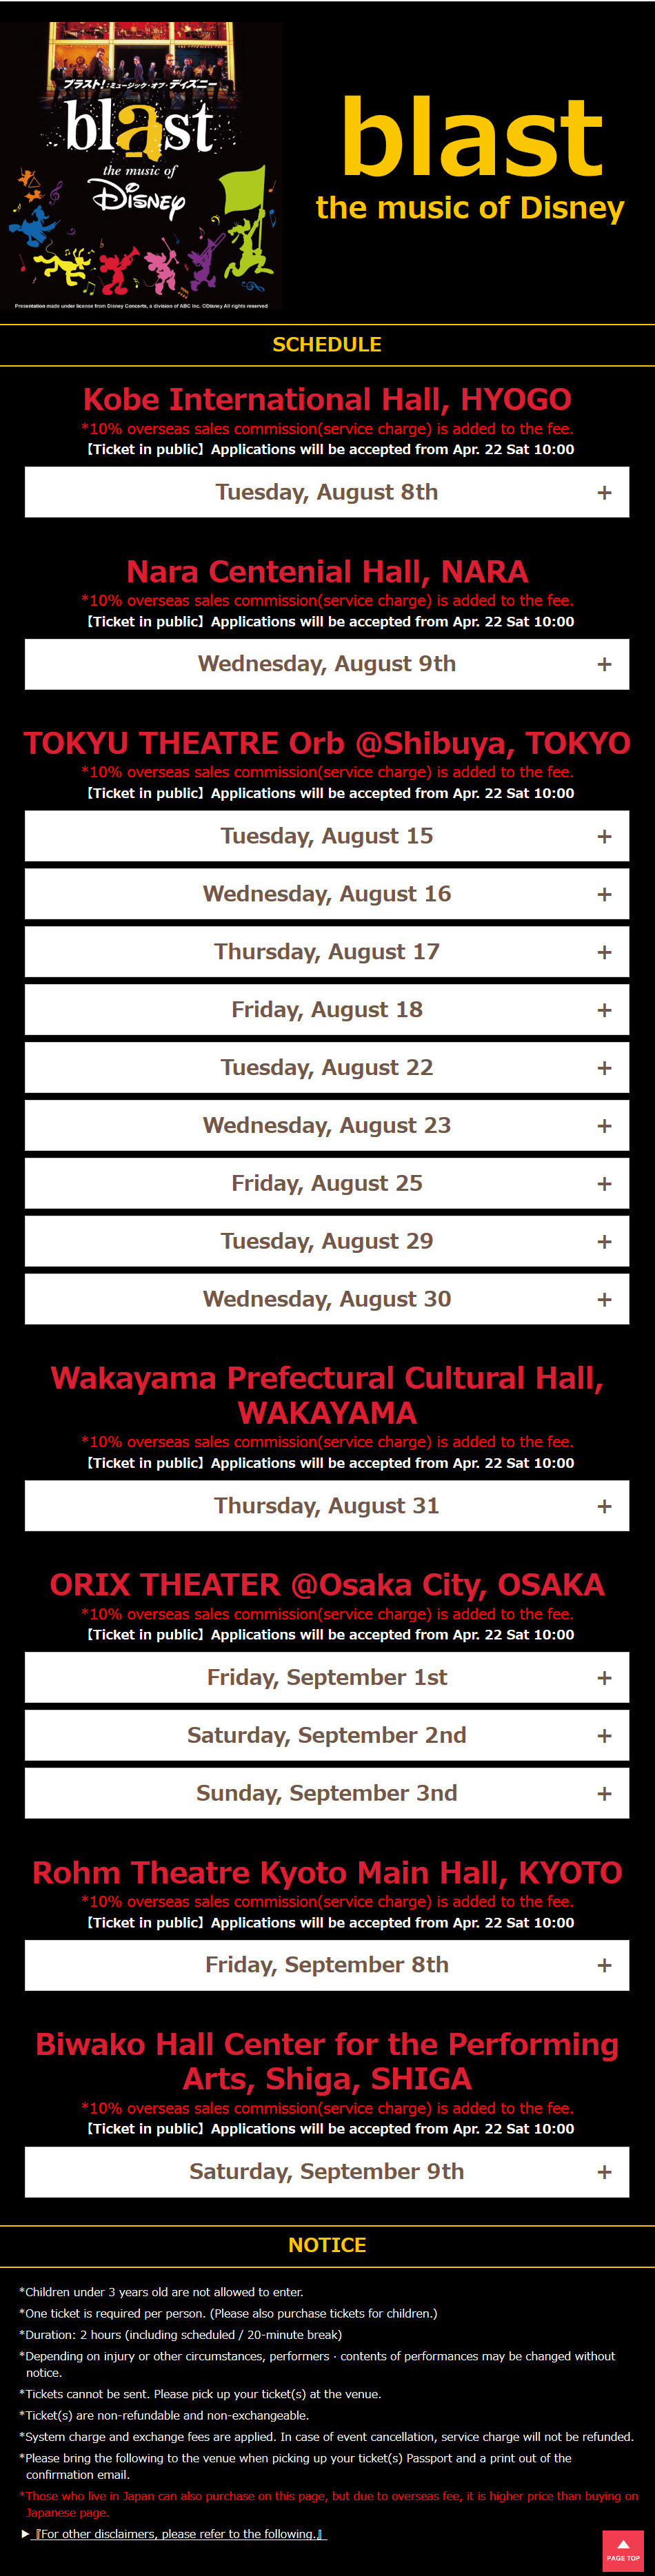 ブラスト!:ミュージック・オブ・ディズニー
blast
the music of
Disney
Presentation made under license from Disney Concerts, a division of ABC Inc. ©Disney All rights reserved
blast
the music of Disney
SCHEDULE
Kobe International Hall, HYOGO
*10% overseas sales commission(service charge) is added to the fee.
【Ticket in public】Applications will be accepted from Apr. 22 Sat 10:00
Tuesday, August 8th +
Nara Centenial Hall, NARA
*10% overseas sales commission(service charge) is added to the fee.
【Ticket in public】Applications will be accepted from Apr. 22 Sat 10:00
Wednesday, August 9th +
TOKYU THEATRE Orb @Shibuya, TOKYO
*10% overseas sales commission(service charge) is added to the fee.
【Ticket in public】Applications will be accepted from Apr. 22 Sat 10:00
Tuesday, August 15 +
Wednesday, August 16 +
Thursday, August 17 +
Friday, August 18 +
Tuesday, August 22 +
Wednesday, August 23 +
Friday, August 25 +
Tuesday, August 29 +
Wednesday, August 30 +
Wakayama Prefectural Cultural Hall,
WAKAYAMA
*10% overseas sales commission(service charge) is added to the fee.
【Ticket in public】Applications will be accepted from Apr. 22 Sat 10:00
Thursday, August 31 +
ORIX THEATER @Osaka City, OSAKA
*10% overseas sales commission(service charge) is added to the fee.
【Ticket in public】Applications will be accepted from Apr. 22 Sat 10:00
Friday, September 1st +
Saturday, September 2nd +
Sunday, September 3nd +
Rohm Theatre Kyoto Main Hall, KYOTO
*10% overseas sales commission(service charge) is added to the fee.
【Ticket in public】Applications will be accepted from Apr. 22 Sat 10:00
Friday, September 8th +
Biwako Hall Center for the Performing
Arts, Shiga, SHIGA
*10% overseas sales commission(service charge) is added to the fee.
【Ticket in public】Applications will be accepted from Apr. 22 Sat 10:00
Saturday, September 9th +
NOTICE
*Children under 3 years old are not allowed to enter.
*One ticket is required per person. (Please also purchase tickets for children.)
*Duration: 2 hours (including scheduled / 20-minute break)
*Depending on injury or other circumstances, performers · contents of performances may be changed without
notice.
*Tickets cannot be sent. Please pick up your ticket(s) at the venue.
*Ticket(s) are non-refundable and non-exchangeable.
*System charge and exchange fees are applied. In case of event cancellation, service charge will not be refunded.
*Please bring the following to the venue when picking up your ticket(s) Passport and a print out of the
confirmation email.
*Those who live in Japan can also purchase on this page, but due to overseas fee, it is higher price than buying on
Japanese page.
▶『For other disclaimers, please refer to the following.』
PAGE TOP